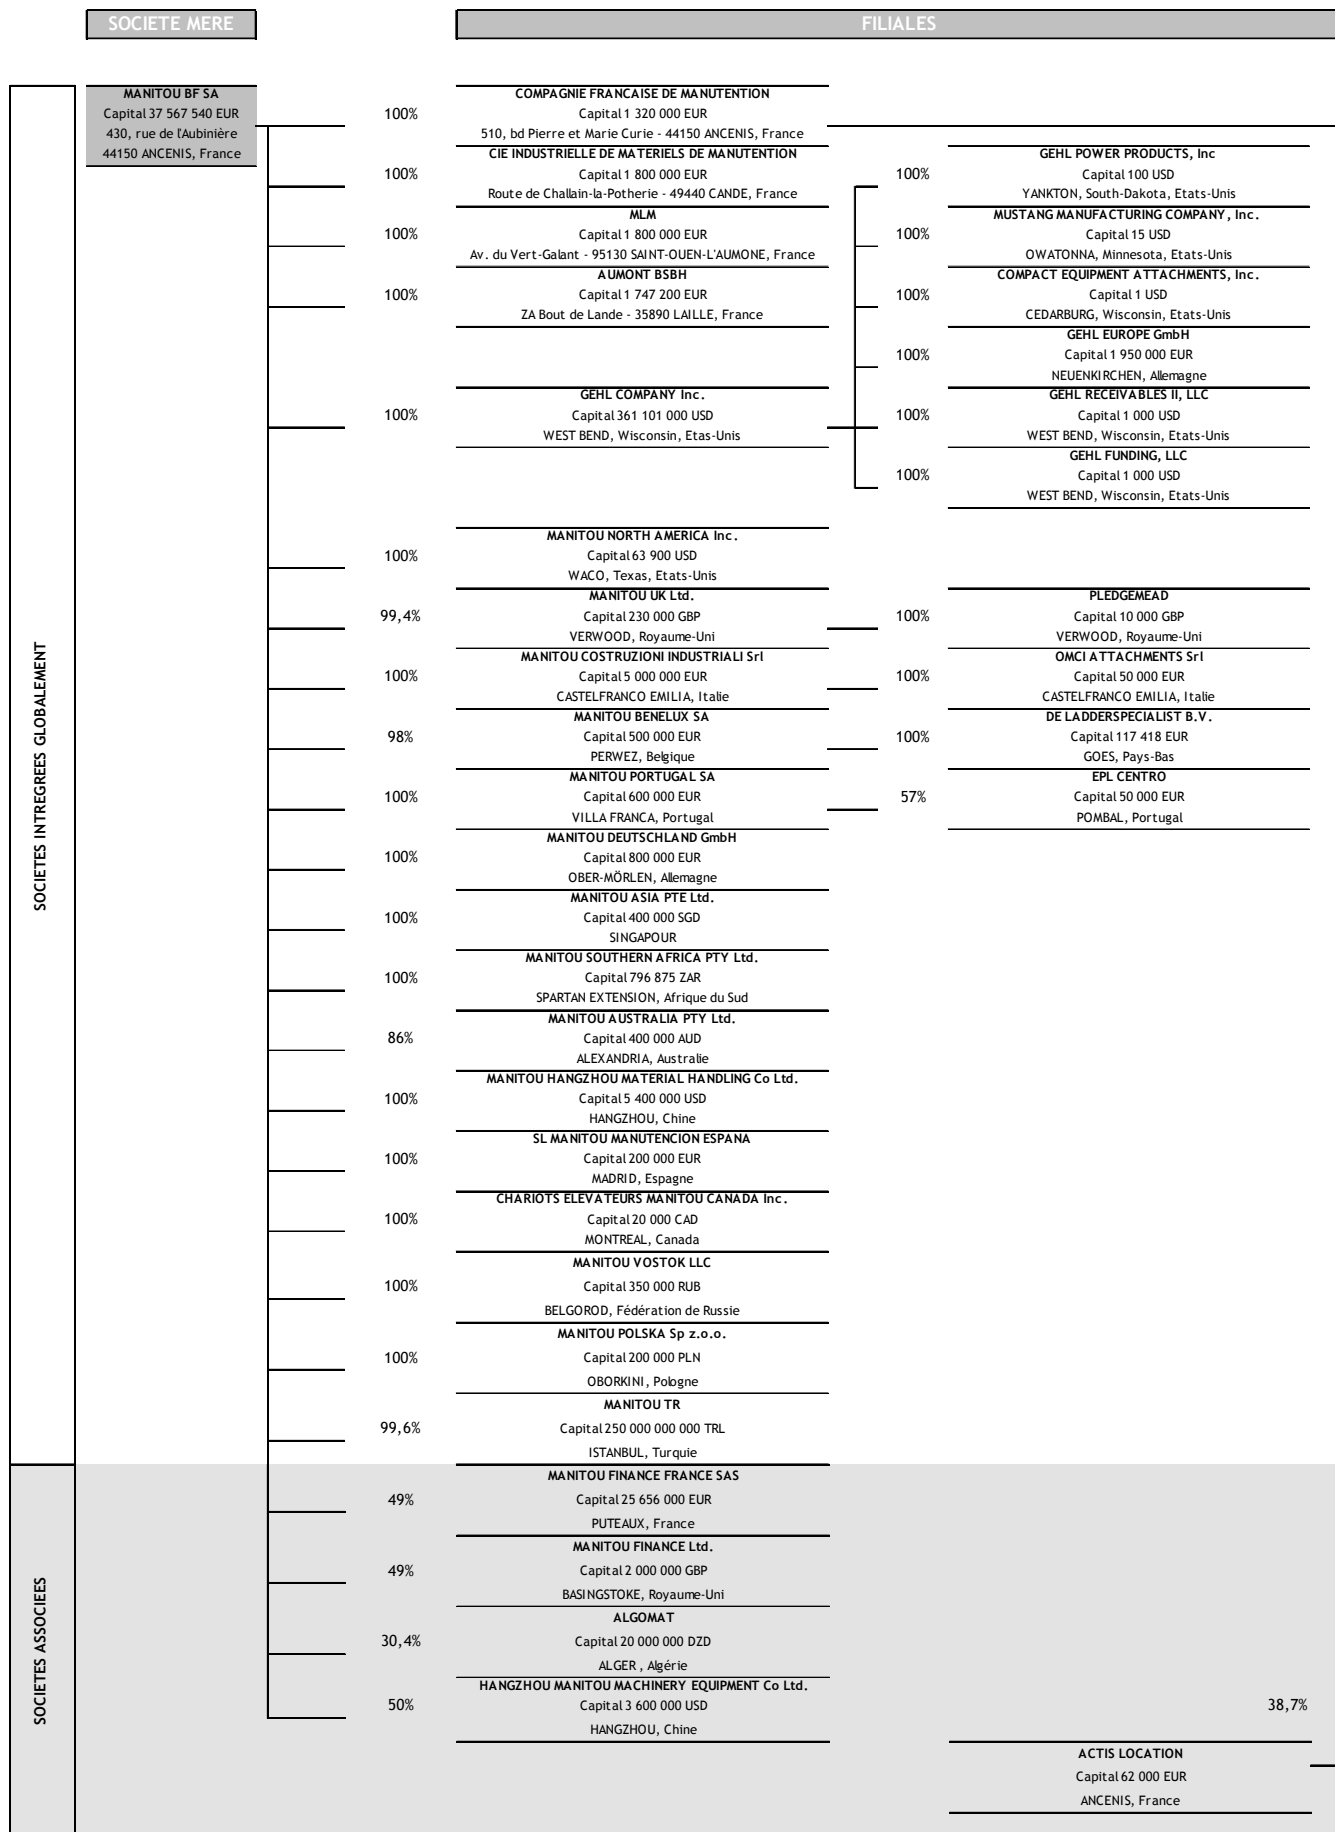 SOCIETE MERE
FILIALES
SOCIETES INTREGREES GLOBALEMENT
MANITOU BF SA
Capital 37 567 540 EUR
430, rue de l'Aubinière
44150 ANCENIS, France
100%
COMPAGNIE FRANCAISE DE MANUTENTION
Capital 1 320 000 EUR
510, bd Pierre et Marie Curie - 44150 ANCENIS, France
100%
CIE INDUSTRIELLE DE MATERIELS DE MANUTENTION
Capital 1 800 000 EUR
Route de Challain-la-Potherie - 49440 CANDE, France
100%
MLM
Capital 1 800 000 EUR
Av. du Vert-Galant - 95130 SAINT-OUEN-L'AUMONE, France
100%
AUMONT BSBH
Capital 1 747 200 EUR
ZA Bout de Lande - 35890 LAILLE, France
100%
GEHL COMPANY Inc.
Capital 361 101 000 USD
WEST BEND, Wisconsin, Etas-Unis
100%
GEHL POWER PRODUCTS, Inc
Capital 100 USD
YANKTON, South-Dakota, Etats-Unis
100%
MUSTANG MANUFACTURING COMPANY, Inc.
Capital 15 USD
OWATONNA, Minnesota, Etats-Unis
100%
COMPACT EQUIPMENT ATTACHMENTS, Inc.
Capital 1 USD
CEDARBURG, Wisconsin, Etats-Unis
100%
GEHL EUROPE GmbH
Capital 1 950 000 EUR
NEUENKIRCHEN, Allemagne
100%
GEHL RECEIVABLES II, LLC
Capital 1 000 USD
WEST BEND, Wisconsin, Etats-Unis
100%
GEHL FUNDING, LLC
Capital 1 000 USD
WEST BEND, Wisconsin, Etats-Unis
100%
MANITOU NORTH AMERICA Inc.
Capital 63 900 USD
WACO, Texas, Etats-Unis
99,4%
MANITOU UK Ltd.
Capital 230 000 GBP
VERWOOD, Royaume-Uni
100%
PLEDGEMEAD
Capital 10 000 GBP
VERWOOD, Royaume-Uni
100%
MANITOU COSTRUZIONI INDUSTRIALI Srl
Capital 5 000 000 EUR
CASTELFRANCO EMILIA, Italie
100%
OMCI ATTACHMENTS Srl
Capital 50 000 EUR
CASTELFRANCO EMILIA, Italie
98%
MANITOU BENELUX SA
Capital 500 000 EUR
PERWEZ, Belgique
100%
DE LADDERSPECIALIST B.V.
Capital 117 418 EUR
GOES, Pays-Bas
100%
MANITOU PORTUGAL SA
Capital 600 000 EUR
VILLA FRANCA, Portugal
57%
EPL CENTRO
Capital 50 000 EUR
POMBAL, Portugal
100%
MANITOU DEUTSCHLAND GmbH
Capital 800 000 EUR
OBER-MÖRLEN, Allemagne
100%
MANITOU ASIA PTE Ltd.
Capital 400 000 SGD
SINGAPOUR
100%
MANITOU SOUTHERN AFRICA PTY Ltd.
Capital 796 875 ZAR
SPARTAN EXTENSION, Afrique du Sud
86%
MANITOU AUSTRALIA PTY Ltd.
Capital 400 000 AUD
ALEXANDRIA, Australie
100%
MANITOU HANGZHOU MATERIAL HANDLING Co Ltd.
Capital 5 400 000 USD
HANGZHOU, Chine
100%
SL MANITOU MANUTENCION ESPANA
Capital 200 000 EUR
MADRID, Espagne
100%
CHARIOTS ELEVATEURS MANITOU CANADA Inc.
Capital 20 000 CAD
MONTREAL, Canada
100%
MANITOU VOSTOK LLC
Capital 350 000 RUB
BELGOROD, Fédération de Russie
100%
MANITOU POLSKA Sp z.o.o.
Capital 200 000 PLN
OBORKINI, Pologne
99,6%
MANITOU TR
Capital 250 000 000 000 TRL
ISTANBUL, Turquie
SOCIETES ASSOCIEES
49%
MANITOU FINANCE FRANCE SAS
Capital 25 656 000 EUR
PUTEAUX, France
49%
MANITOU FINANCE Ltd.
Capital 2 000 000 GBP
BASINGSTOKE, Royaume-Uni
30,4%
ALGOMAT
Capital 20 000 000 DZD
ALGER , Algérie
50%
HANGZHOU MANITOU MACHINERY EQUIPMENT Co Ltd.
Capital 3 600 000 USD
HANGZHOU, Chine
38,7%
ACTIS LOCATION
Capital 62 000 EUR
ANCENIS, France